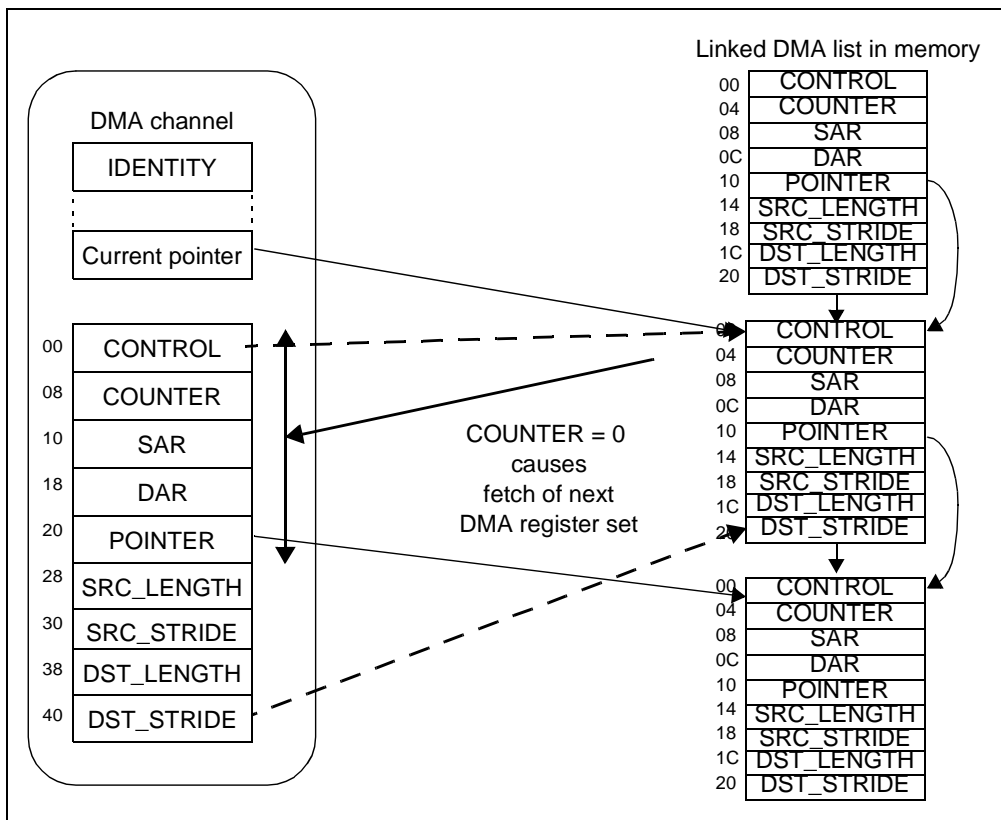 Linked DMA list in memory
DMA channel
IDENTITY
Current pointer
00 CONTROL
08 COUNTER
10 SAR
18 DAR
20 POINTER
28 SRC_LENGTH
30 SRC_STRIDE
38 DST_LENGTH
40 DST_STRIDE
COUNTER = 0
causes
fetch of next
DMA register set
00 CONTROL
04 COUNTER
08 SAR
0C DAR
10 POINTER
14 SRC_LENGTH
18 SRC_STRIDE
1C DST_LENGTH
20 DST_STRIDE
CONTROL
04 COUNTER
08 SAR
0C DAR
10 POINTER
14 SRC_LENGTH
18 SRC_STRIDE
1C DST_LENGTH
20 DST_STRIDE
00 CONTROL
04 COUNTER
08 SAR
0C DAR
10 POINTER
14 SRC_LENGTH
18 SRC_STRIDE
1C DST_LENGTH
20 DST_STRIDE